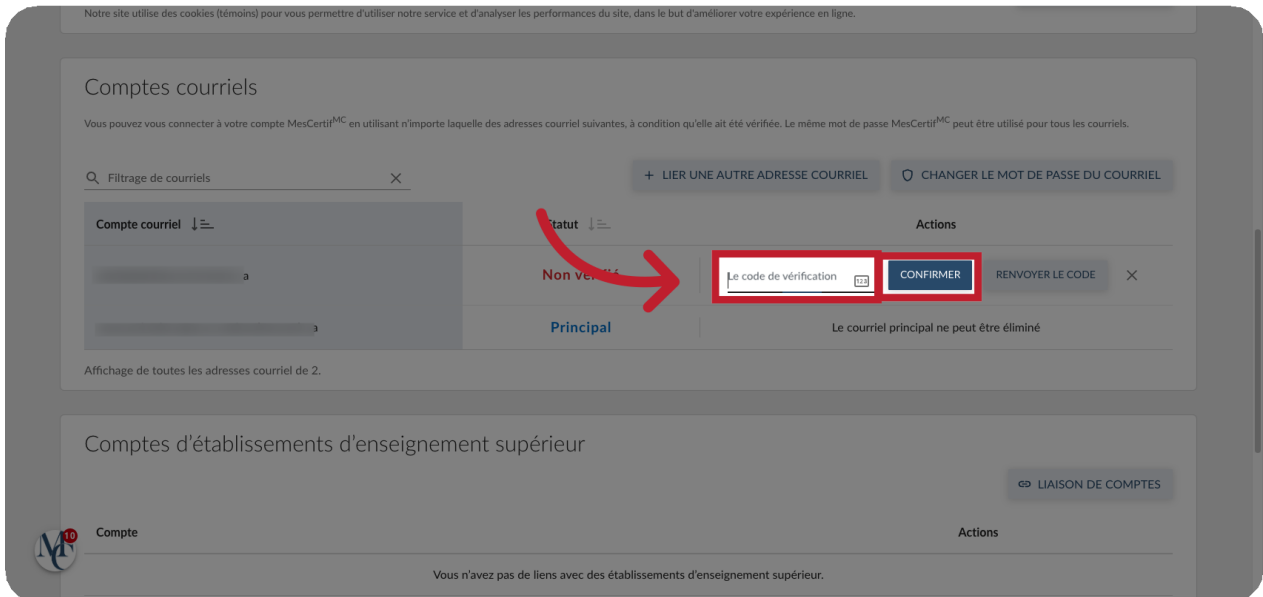 Notre site utilise des cookies (témoins) pour vous permettre d'utiliser notre service et d'analyser les performances du site, dans le but d'améliorer votre expérience en ligne.
Comptes courriels
Vous pouvez vous connecter à votre compte MesCertifMC en utilisant n'importe laquelle des adresses courriel suivantes, à condition qu'elle ait été vérifiée. Le même mot de passe MesCertifMC peut être utilisé pour tous les courriels.
Filtrage de courriels
+ LIER UNE AUTRE ADRESSE COURRIEL
CHANGER LE MOT DE PASSE DU COURRIEL
Compte courriel Statut Actions
a Non vérifié Le code de vérification 123 CONFIRMER RENVOYER LE CODE
a Principal Le courriel principal ne peut être éliminé
Affichage de toutes les adresses courriel de 2.
Comptes d'établissements d'enseignement supérieur
LIAISON DE COMPTES
10
MC
Compte Actions
Vous n'avez pas de liens avec des établissements d'enseignement supérieur.